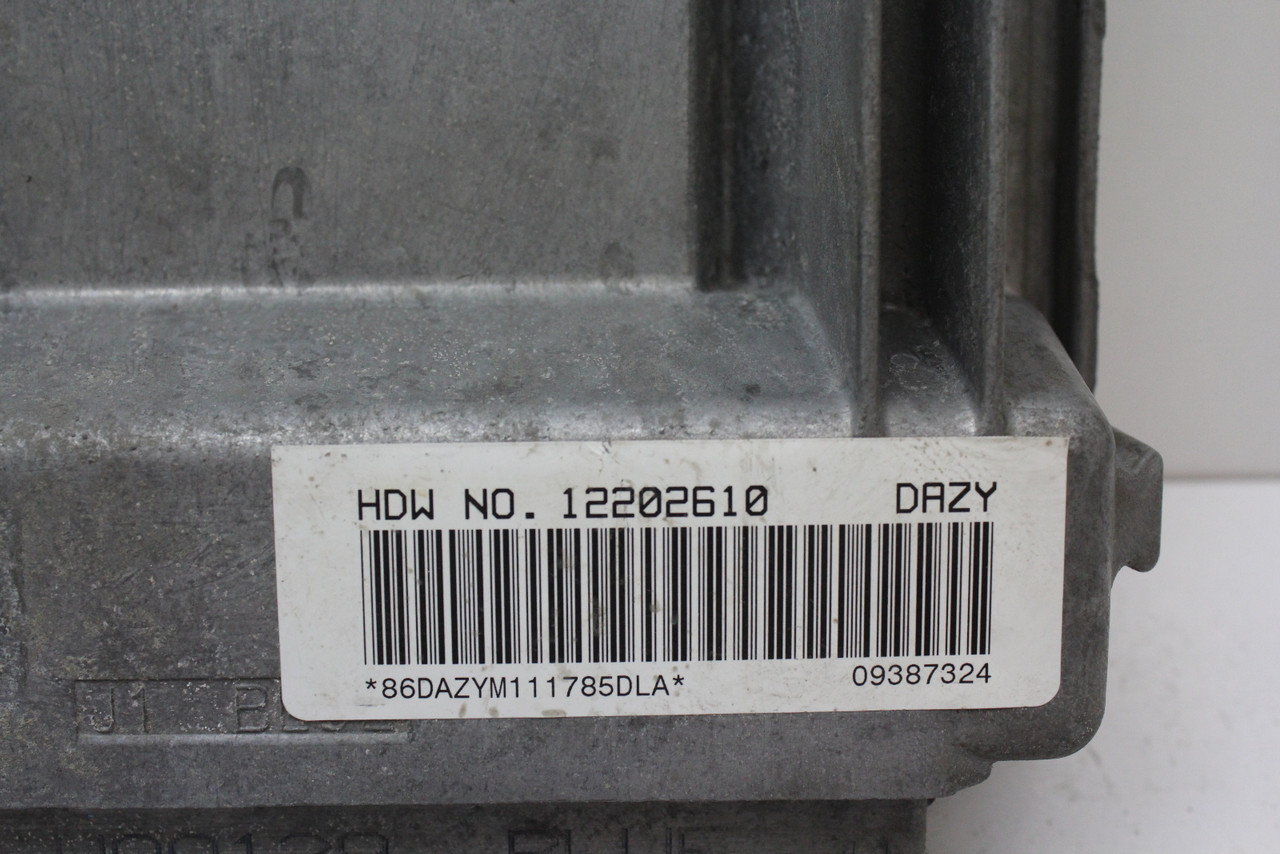 HDW NO. 12202610 DAZY
*86DAZYM111785DLA* 09387324
J1